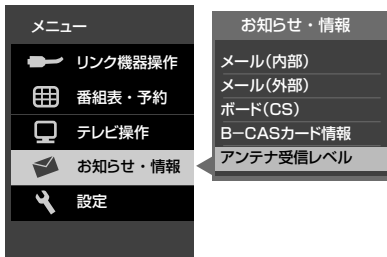 メニュー
リンク機器操作
番組表・予約
テレビ操作
お知らせ・情報
設定
お知らせ・情報
メール(内部)
メール(外部)
ボード(CS)
B-CASカード情報
アンテナ受信レベル